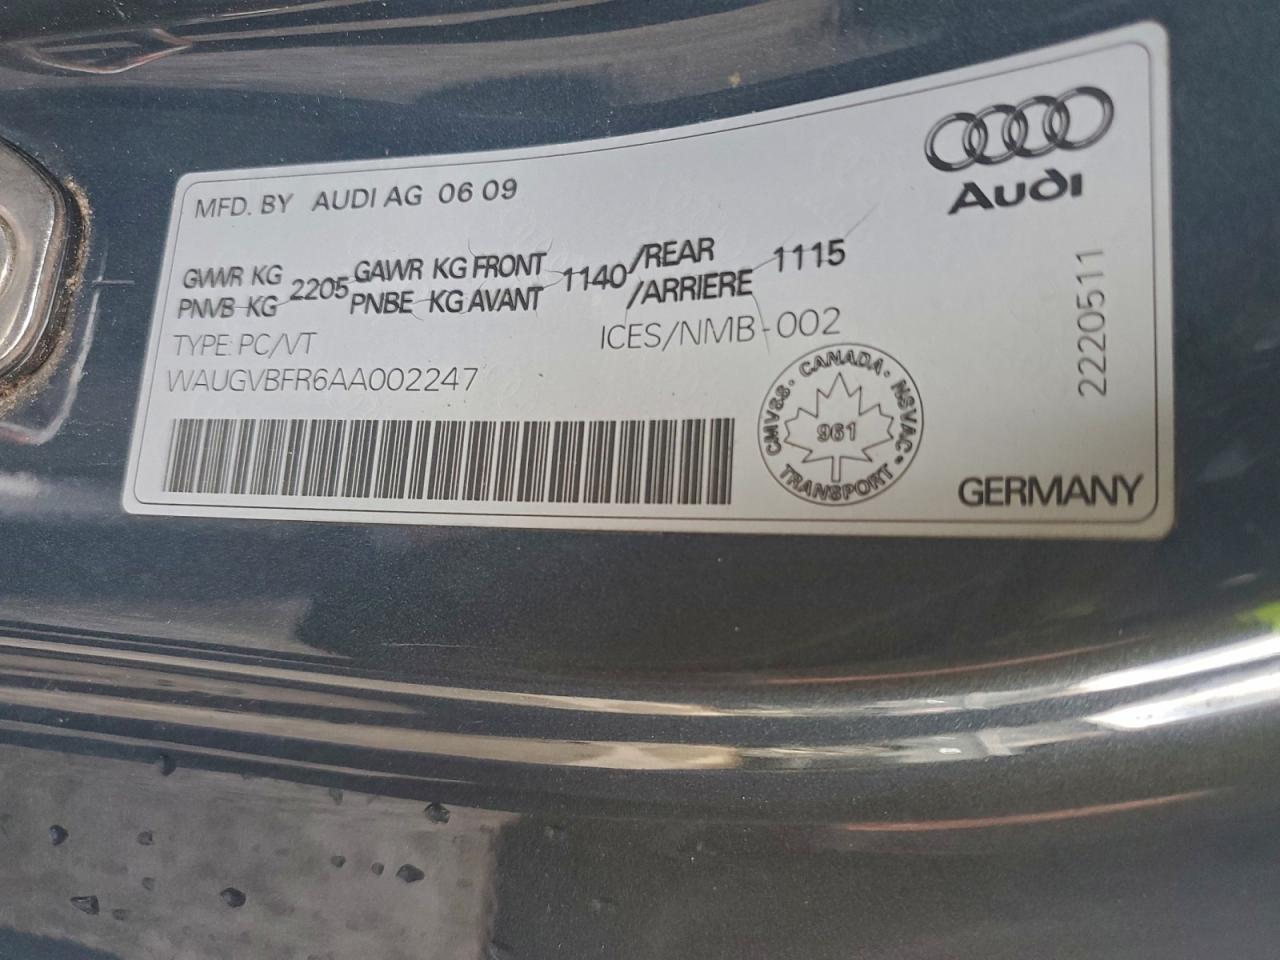 Audi
MFD. BY AUDI AG 06 09
GVWR KG 2205 GAWR KG FRONT 1140 /REAR 1115
PNVB KG PNBE KG AVANT /ARRIERE
TYPE: PC/VT ICES/NMB-002
WAUGVBFR6AA002247
CANADA · NSVAC · TRANSPORT · CMVSS ·
961
2220511
GERMANY